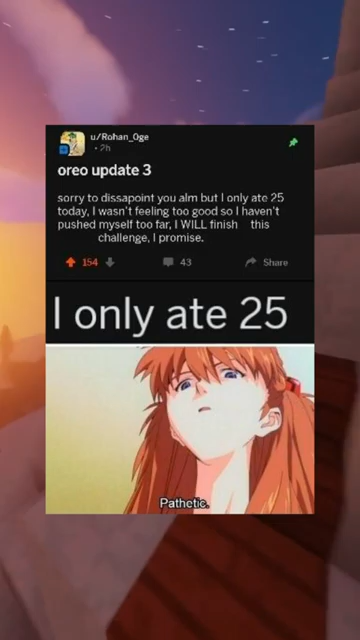 u/Rohan_Oge
• 2h
oreo update 3
sorry to dissapoint you alm but I only ate 25
today, I wasn't feeling too good so I haven't
pushed myself too far, I WILL finish this
challenge, I promise.
154
43
Share
I only ate 25
Pathetic.